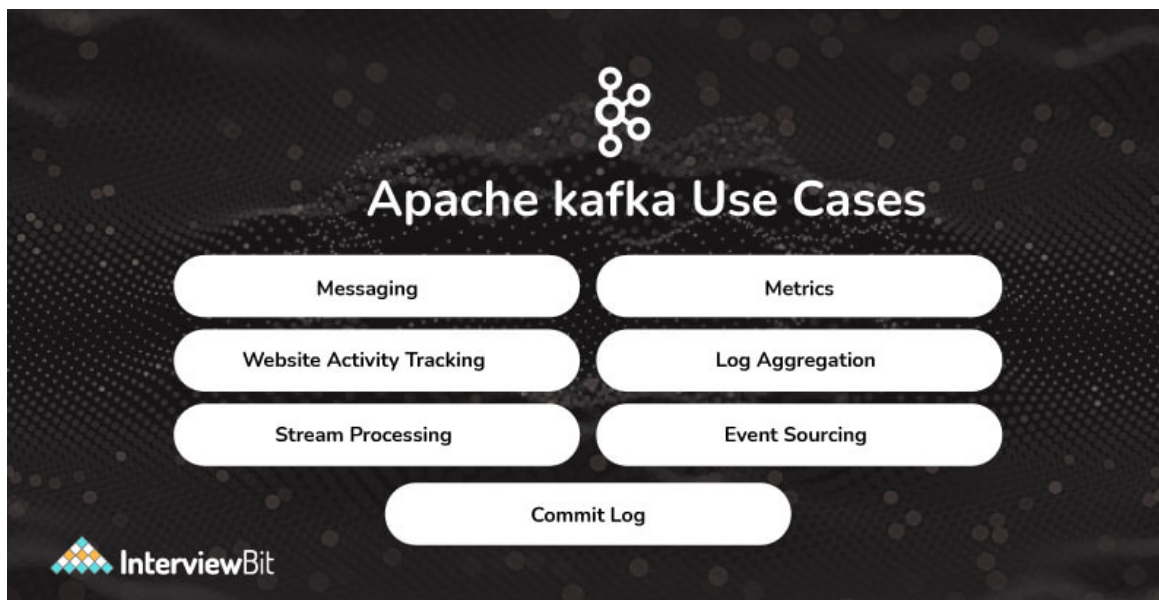 Apache kafka Use Cases
Messaging
Metrics
Website Activity Tracking
Log Aggregation
Stream Processing
Event Sourcing
Commit Log
InterviewBit